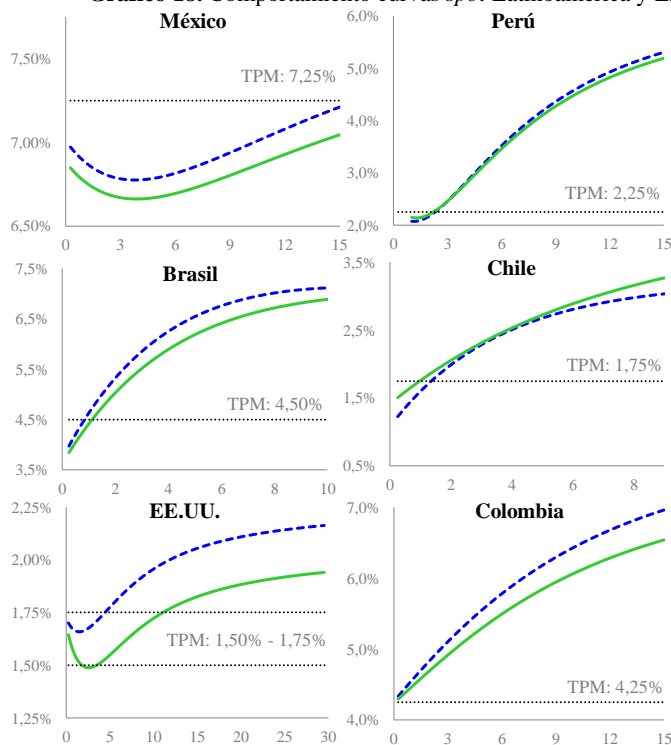 Comportamiento curvas spot Latinoamérica y
México
7,50%
7,00%
6,50%
TPM: 7,25%
0 3 6 9 12 15
Perú
6,0%
5,0%
4,0%
3,0%
2,0%
TPM: 2,25%
0 3 6 9 12 15
Brasil
7,5%
6,5%
5,5%
4,5%
3,5%
TPM: 4,50%
0 2 4 6 8 10
Chile
3,5%
2,5%
1,5%
0,5%
TPM: 1,75%
0 2 4 6 8
EE.UU.
2,25%
2,00%
1,75%
1,50%
1,25%
TPM: 1,50% - 1,75%
0 5 10 15 20 25 30
Colombia
7,0%
6,0%
5,0%
4,0%
TPM: 4,25%
0 3 6 9 12 15